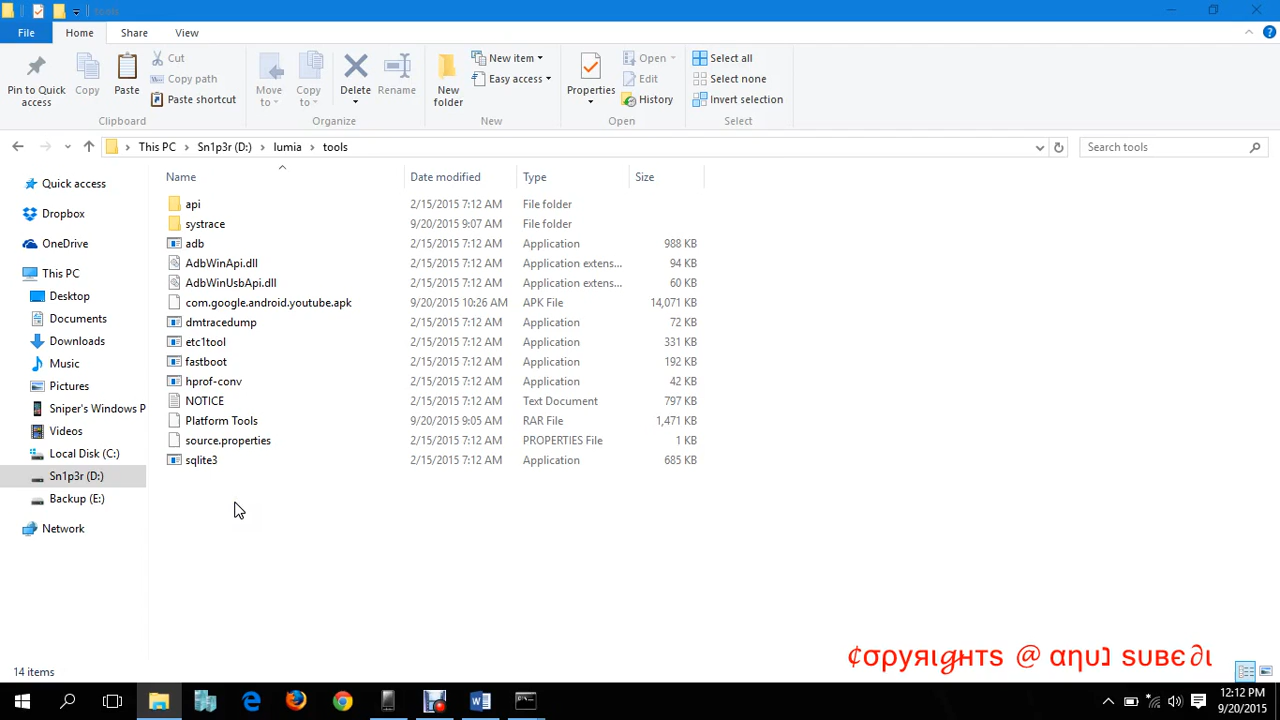 tools
File Home Share View
Pin to Quick access
Copy
Paste
Cut
Copy path
Paste shortcut
Clipboard
Move to
Copy to
Delete
Rename
Organize
New folder
New item
Easy access
New
Properties
Open
Edit
History
Open
Select all
Select none
Invert selection
Select
This PC Sn1p3r (D:) lumia tools
Search tools
Quick access
Dropbox
OneDrive
This PC
Desktop
Documents
Downloads
Music
Pictures
Sniper's Windows P
Videos
Local Disk (C:)
Sn1p3r (D:)
Backup (E:)
Network
Name Date modified Type Size
api 2/15/2015 7:12 AM File folder
systrace 9/20/2015 9:07 AM File folder
adb 2/15/2015 7:12 AM Application 988 KB
AdbWinApi.dll 2/15/2015 7:12 AM Application extens... 94 KB
AdbWinUsbApi.dll 2/15/2015 7:12 AM Application extens... 60 KB
com.google.android.youtube.apk 9/20/2015 10:26 AM APK File 14,071 KB
dmtracedump 2/15/2015 7:12 AM Application 72 KB
etc1tool 2/15/2015 7:12 AM Application 331 KB
fastboot 2/15/2015 7:12 AM Application 192 KB
hprof-conv 2/15/2015 7:12 AM Application 42 KB
NOTICE 2/15/2015 7:12 AM Text Document 797 KB
Platform Tools 9/20/2015 9:05 AM RAR File 1,471 KB
source.properties 2/15/2015 7:12 AM PROPERTIES File 1 KB
sqlite3 2/15/2015 7:12 AM Application 685 KB
¢σρуяιgнтѕ @ αηυנ ѕυвє∂ι
14 items
12:12 PM
9/20/2015